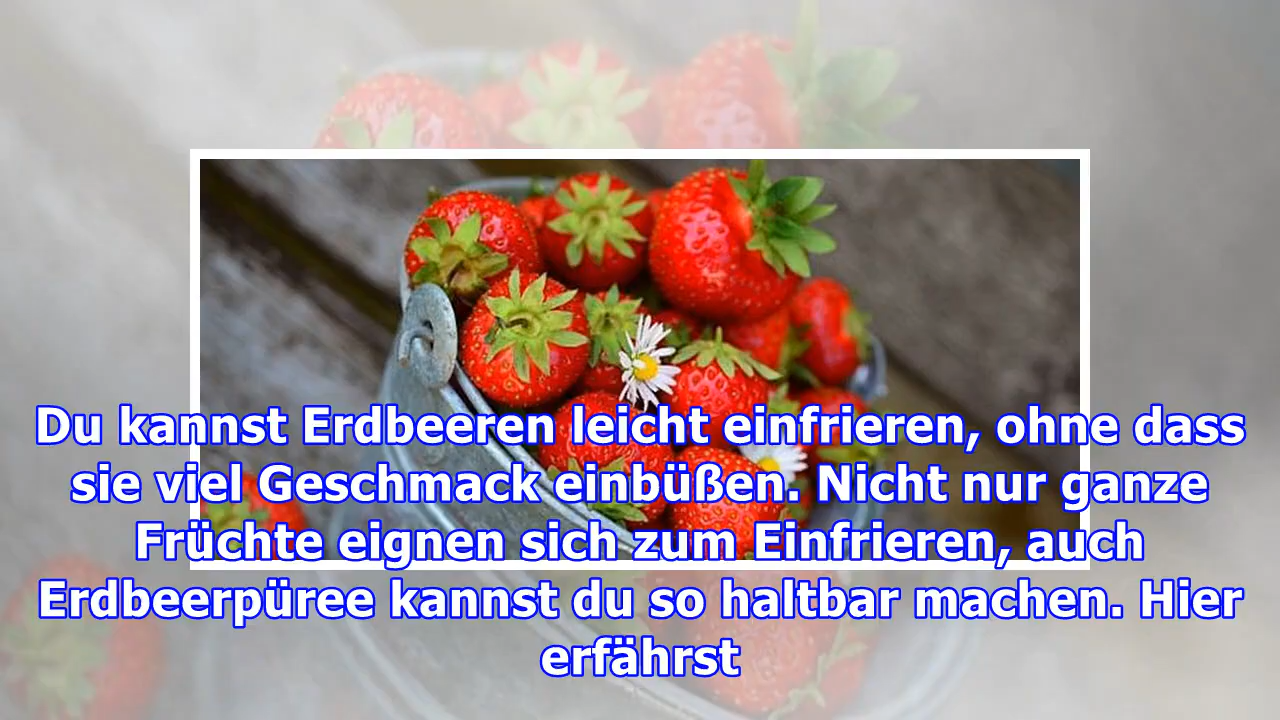 Du kannst Erdbeeren leicht einfrieren, ohne dass
sie viel Geschmack einbüßen. Nicht nur ganze
Früchte eignen sich zum Einfrieren, auch
Erdbeerpüree kannst du so haltbar machen. Hier
erfährst